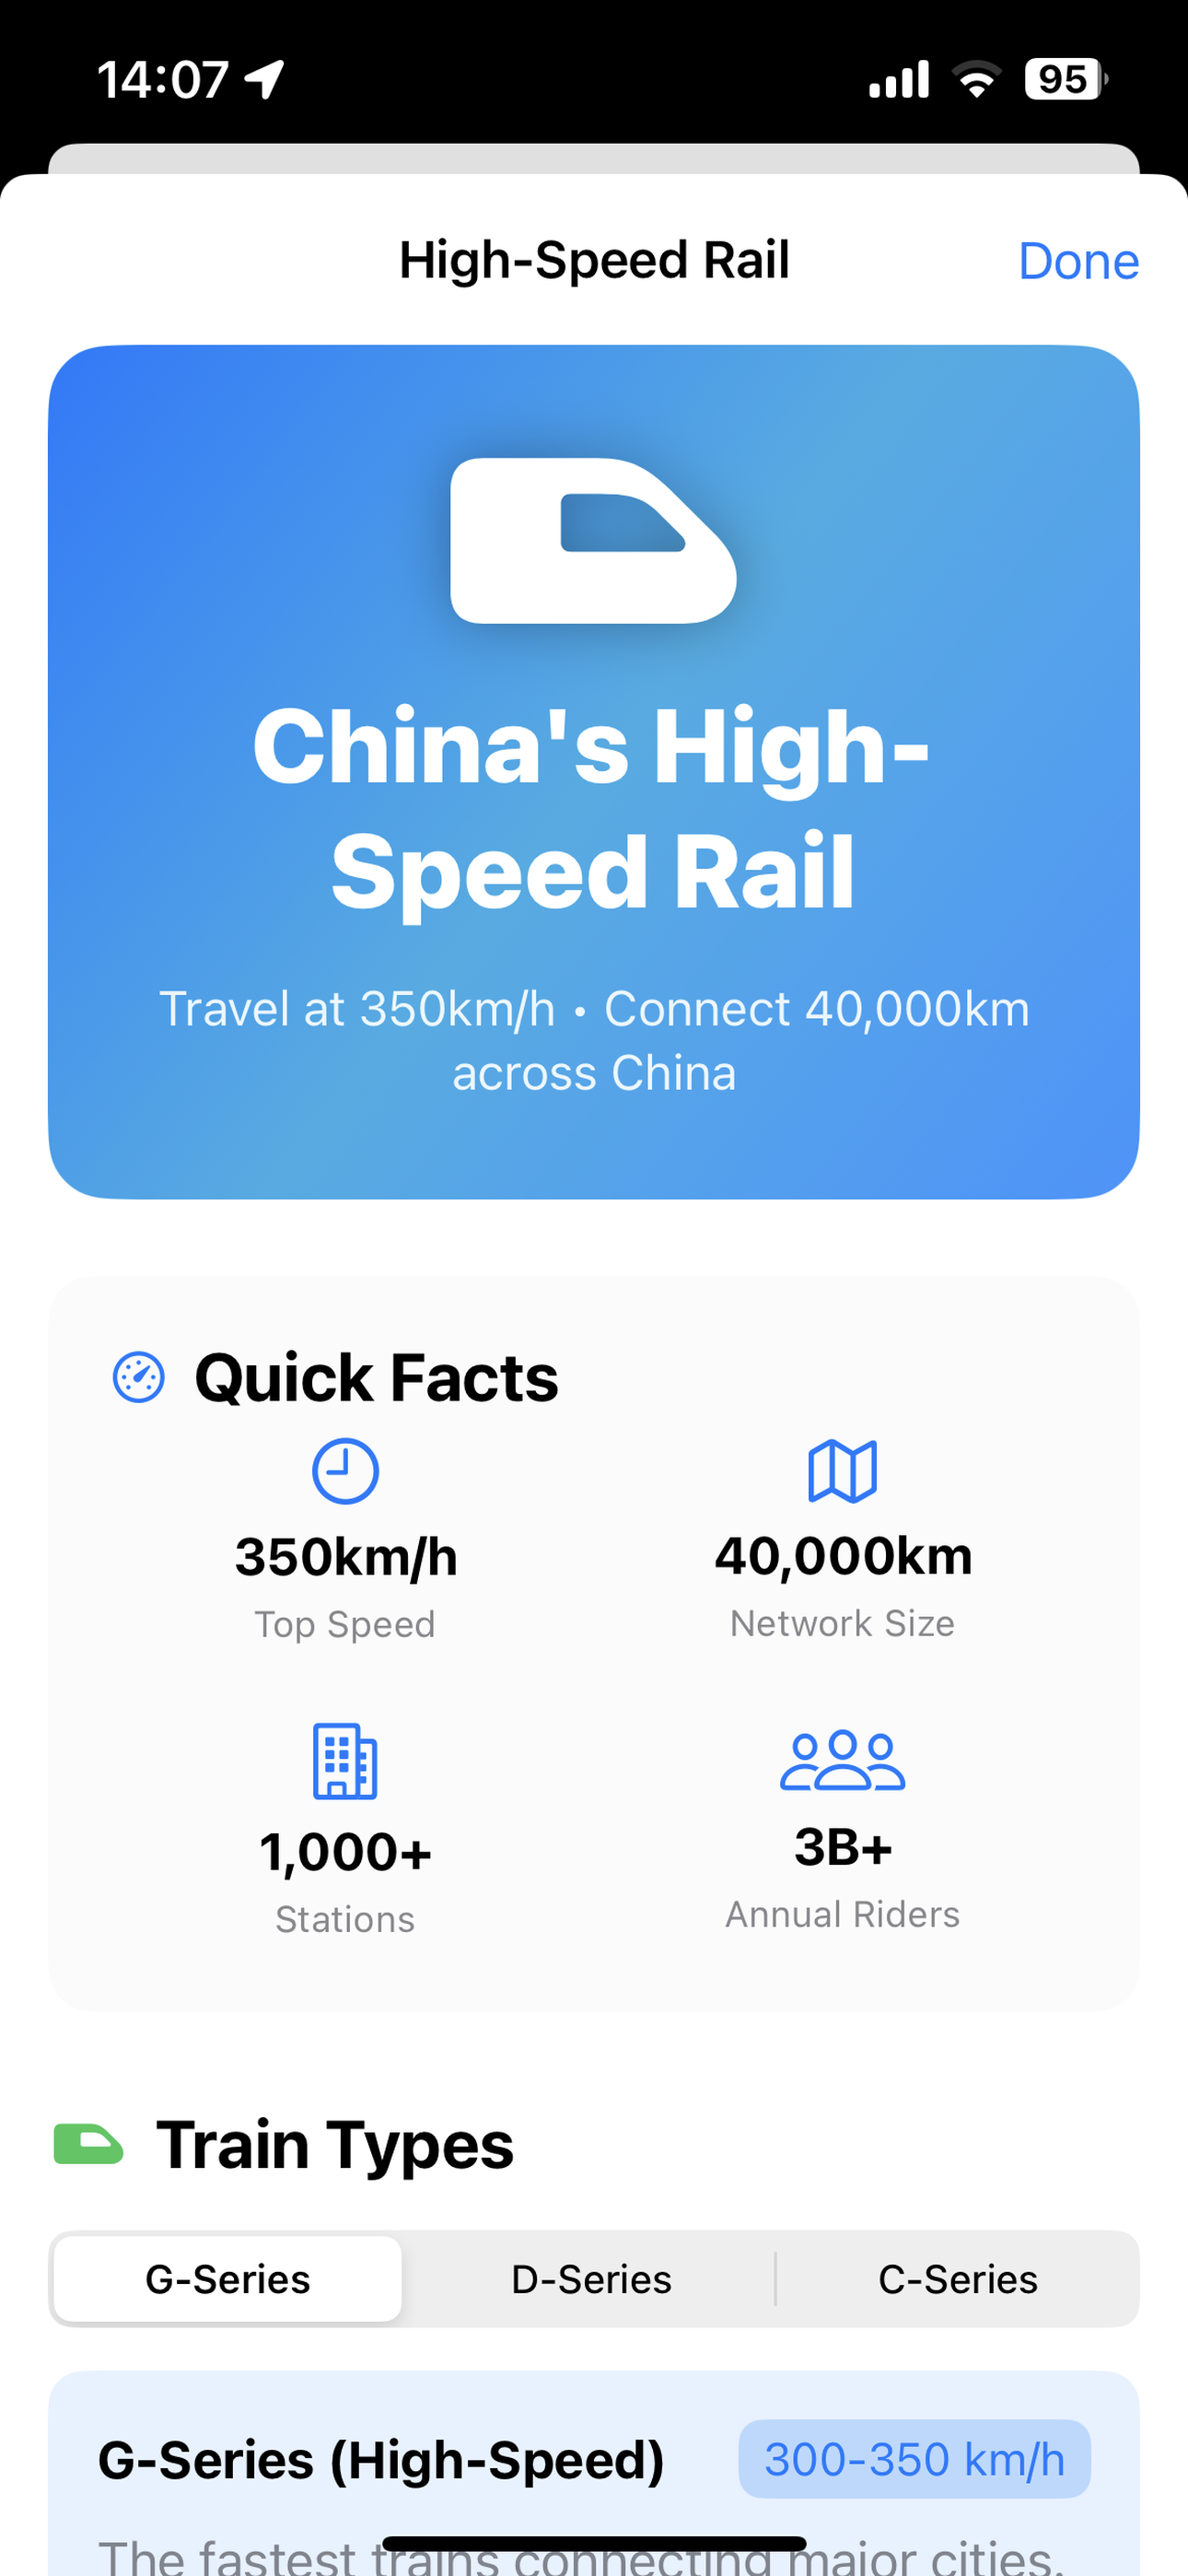 14:07
95
High-Speed Rail
Done
China's High-
Speed Rail
Travel at 350km/h • Connect 40,000km
across China
Quick Facts
350km/h
Top Speed
40,000km
Network Size
1,000+
Stations
3B+
Annual Riders
Train Types
G-Series
D-Series
C-Series
G-Series (High-Speed)
300-350 km/h
The fastest trains connecting major cities.